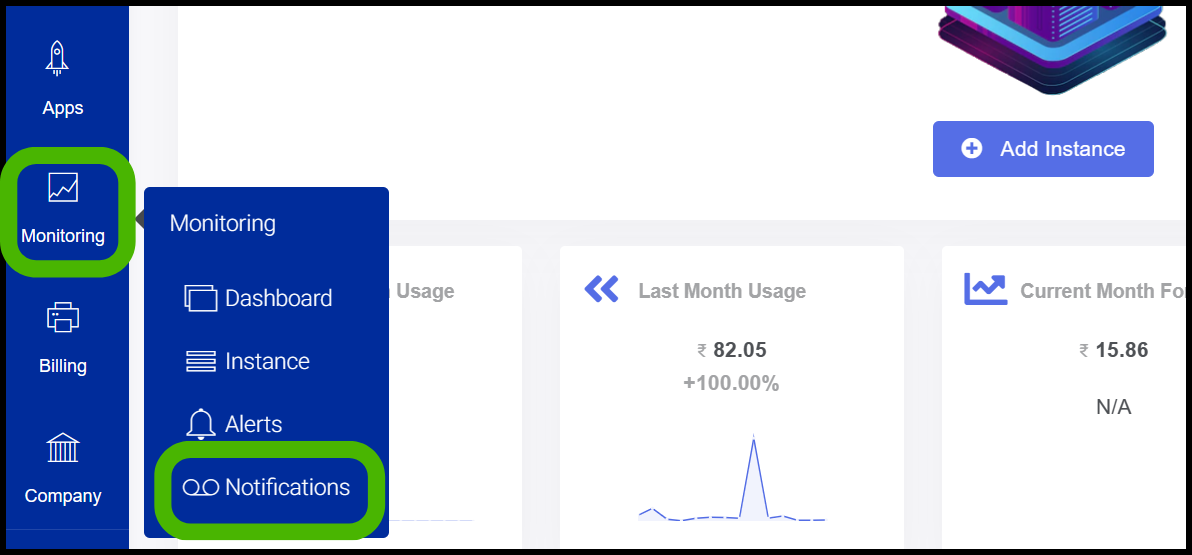 Apps
Monitoring
Billing
Company
Monitoring
Dashboard
Instance
Alerts
Notifications
Add Instance
Usage
Last Month Usage
₹ 82.05
+100.00%
Current Month
₹ 15.86
N/A